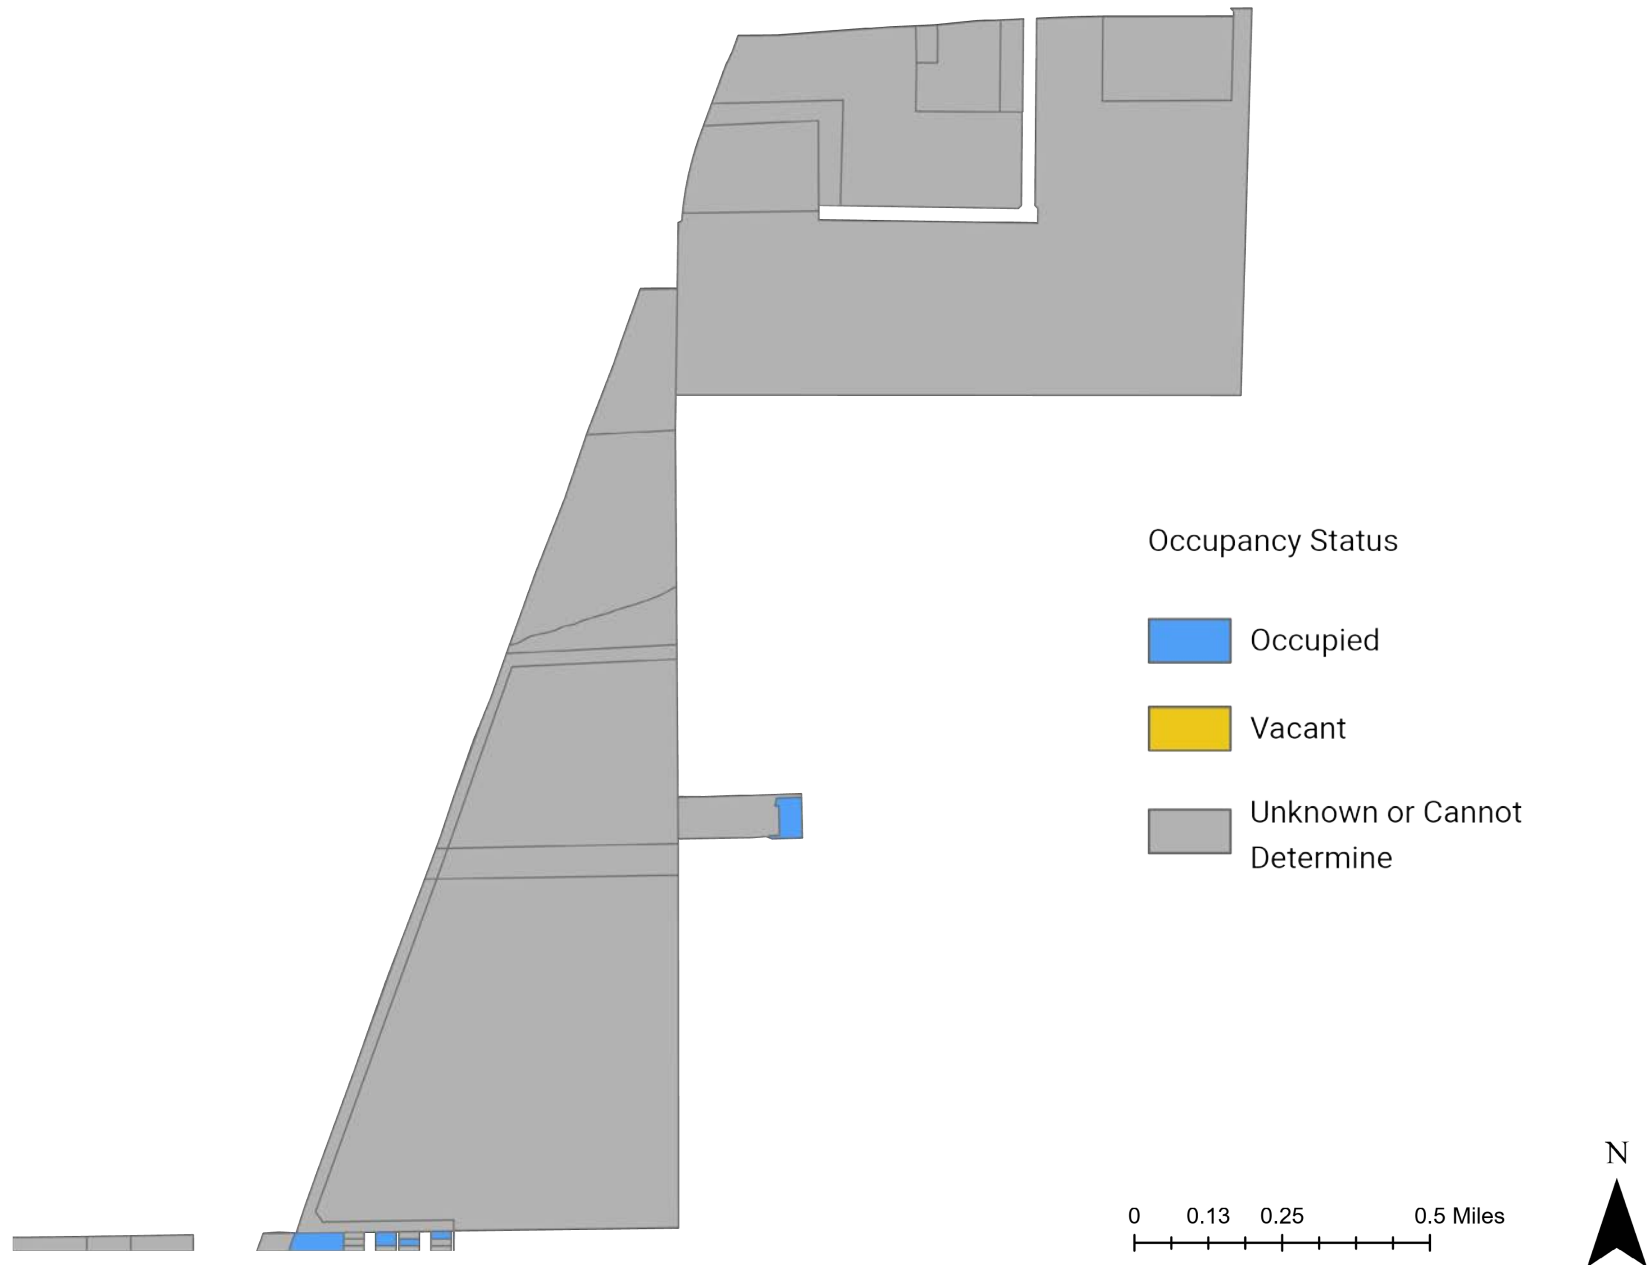 Occupancy Status
Occupied
Vacant
Unknown or Cannot
Determine
N
0 0.13 0.25 0.5 Miles